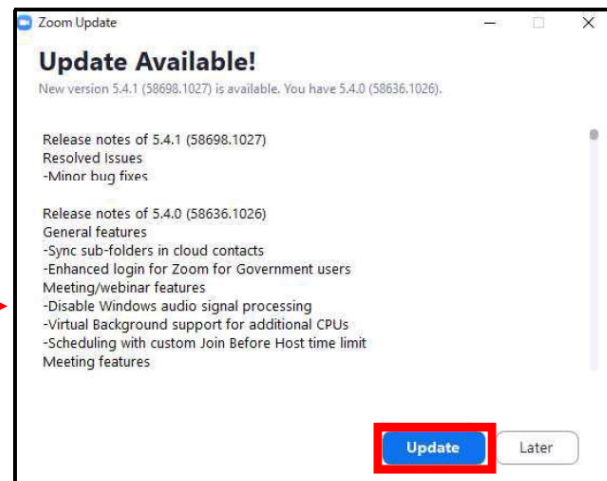 Zoom Update
Update Available!
New version 5.4.1 (58698.1027) is available. You have 5.4.0 (58636.1026).
Release notes of 5.4.1 (58698.1027)
Resolved Issues
-Minor bug fixes
Release notes of 5.4.0 (58636.1026)
General features
-Sync sub-folders in cloud contacts
-Enhanced login for Zoom for Government users
Meeting/webinar features
-Disable Windows audio signal processing
-Virtual Background support for additional CPUs
-Scheduling with custom Join Before Host time limit
Meeting features
Update Later